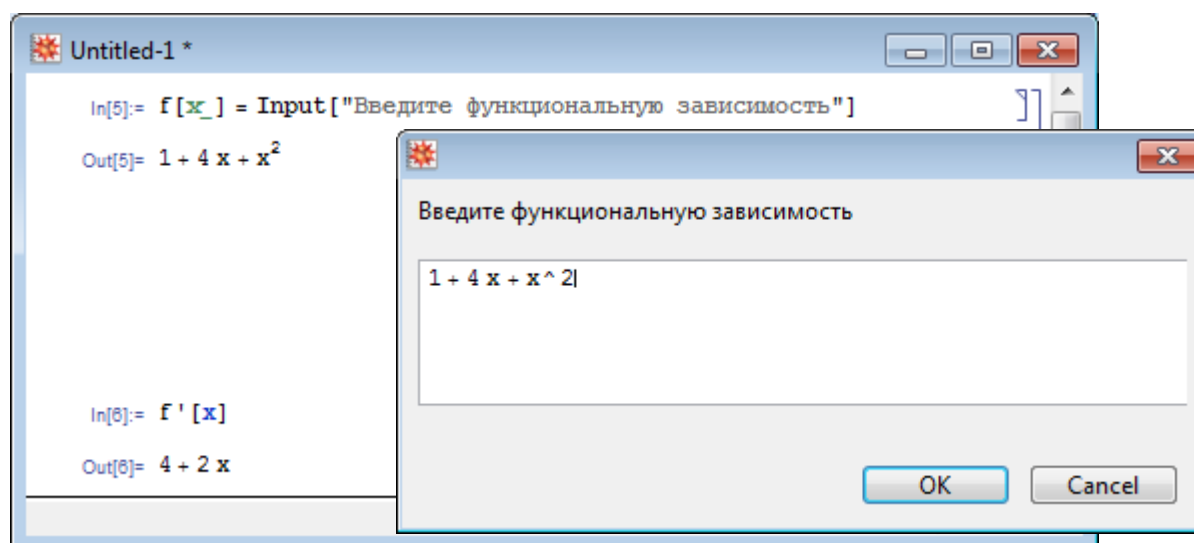 Untitled-1 *
In[5]:= f[x_] = Input["Введите функциональную зависимость"]
Out[5]= 1 + 4 x + x²
Введите функциональную зависимость
1 + 4 x + x^ 2
In[6]:= f'[x]
Out[6]= 4 + 2 x
OK Cancel